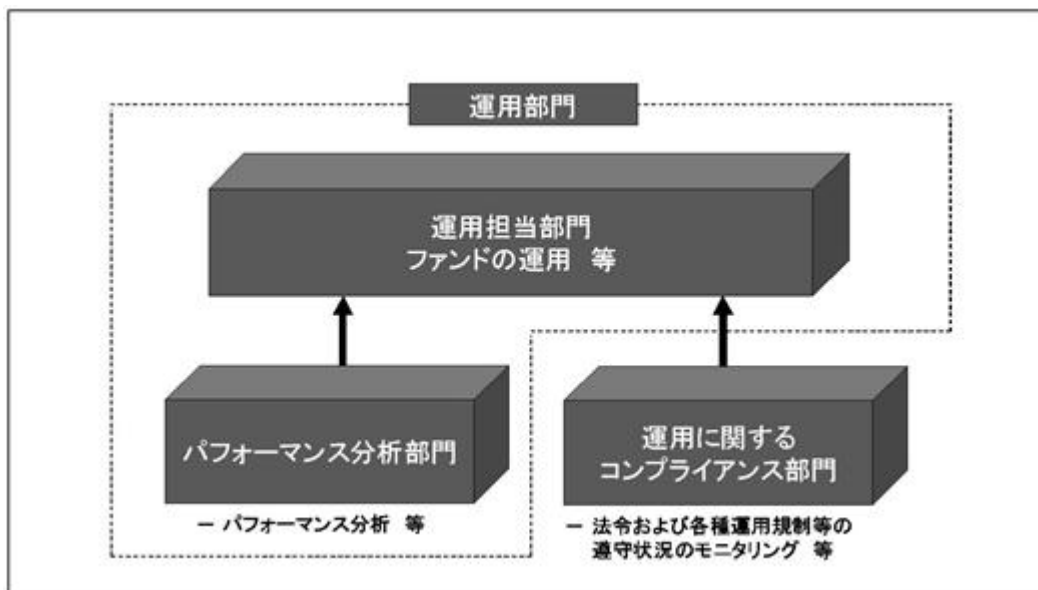 運用部門
運用担当部門
ファンドの運用 等
パフォーマンス分析部門
－ パフォーマンス分析 等
運用に関する
コンプライアンス部門
－ 法令および各種運用規制等の
遵守状況のモニタリング 等